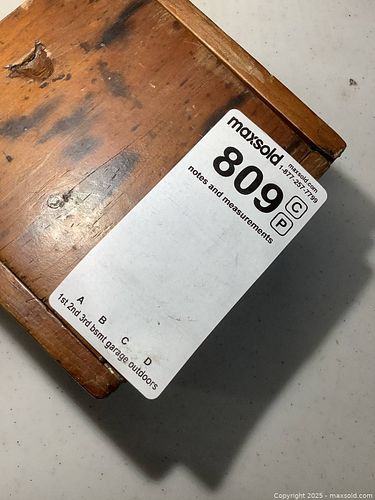 maxsold
maxsold.com
1-877-257-7799
809
C
P
notes and measurements
A B C D
1st 2nd 3rd bsmt garage outdoors
Copyright 2025 - maxsold.com